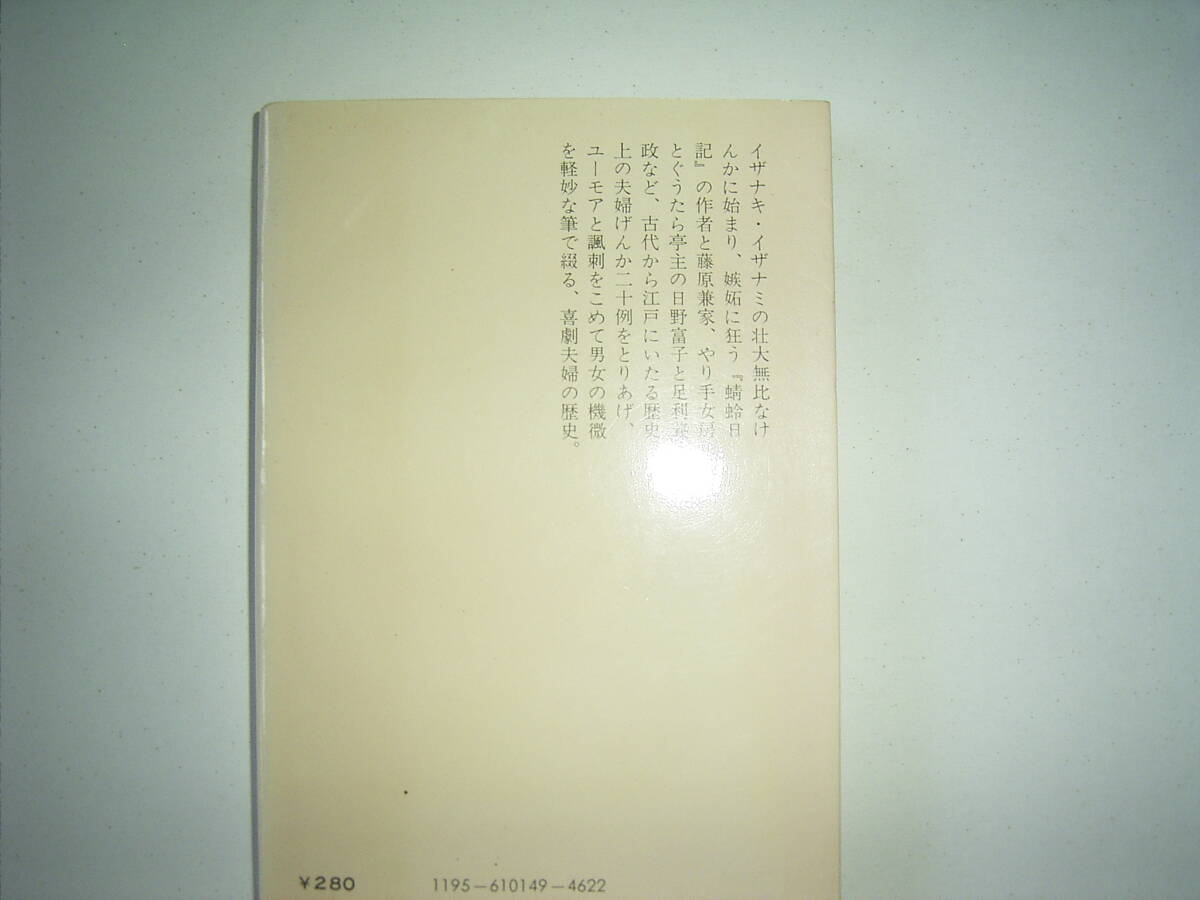 イザナキ・イザナミの壮大無比なけ
んかに始まり、嫉妬に狂う『蜻蛉日
記』の作者と藤原兼家、やり手女房
とぐうたら亭主の日野富子と足利義
政など、古代から江戸にいたる歴史
上の夫婦げんか二十例をとりあげ、
ユーモアと諷刺をこめて男女の機微
を軽妙な筆で綴る、喜劇夫婦の歴史。
¥280
1195-610149-4622